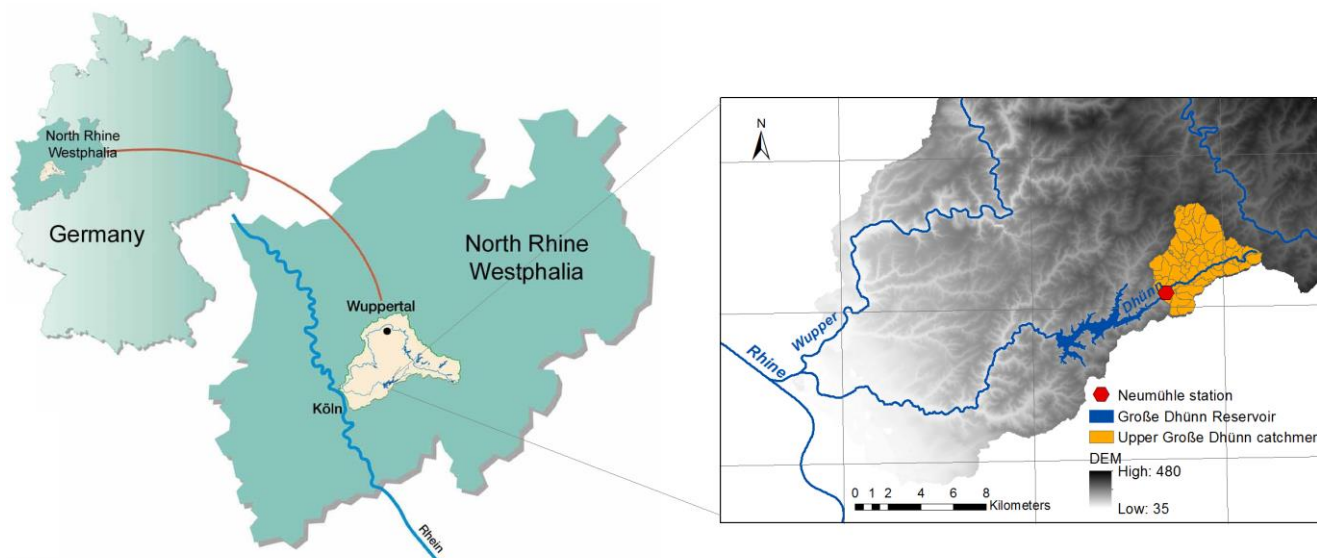 North Rhine
Westphalia
Germany
North Rhine
Westphalia
Wuppertal
Köln
Rhein
N
Wupper
Rhine
Dhünn
Neumühle station
Große Dhünn Reservoir
Upper Große Dhünn catchmen
DEM
High: 480
Low: 35
0 1 2 4 6 8
Kilometers